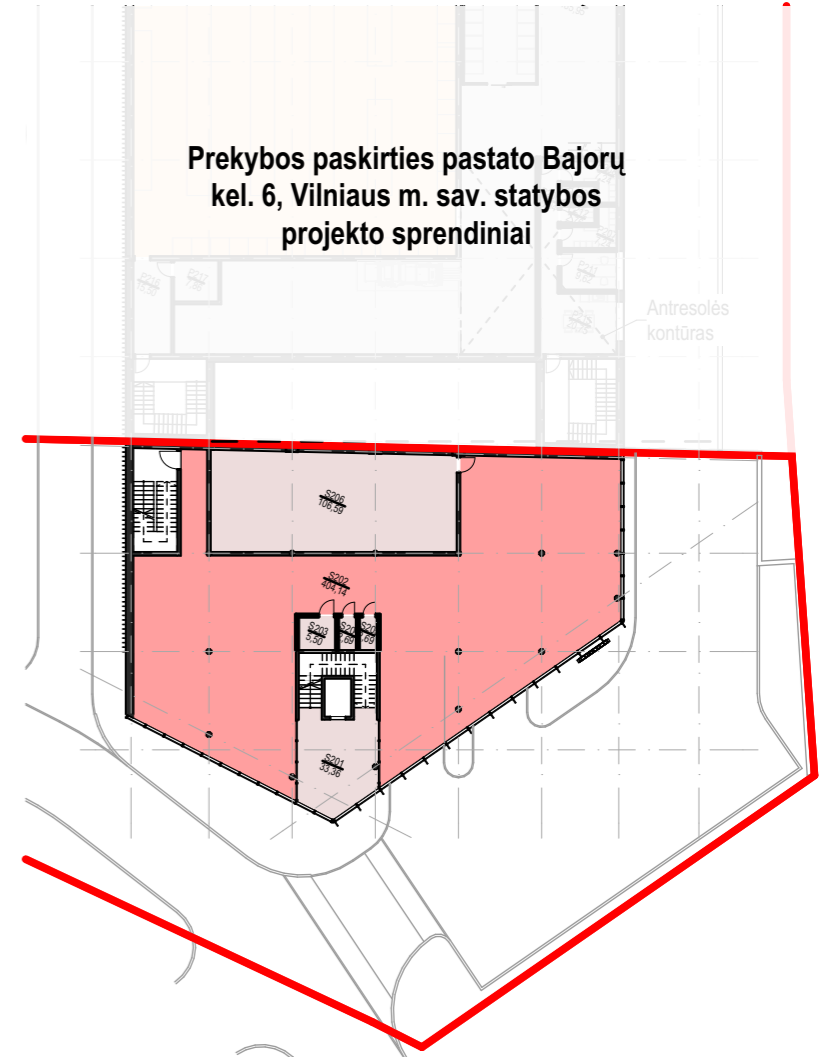 Prekybos paskirties pastato Bajorų
kel. 6, Vilniaus m. sav. statybos
projekto sprendiniai
Antresolės
kontūras
S206
106,59
S202
404,14
S203
5,50
S201
33,36